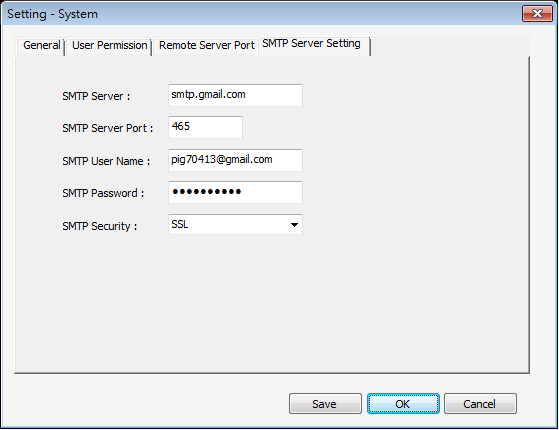 Setting - System
General User Permission Remote Server Port SMTP Server Setting
SMTP Server : smtp.gmail.com
SMTP Server Port : 465
SMTP User Name : pig70413@gmail.com
SMTP Password : ●●●●●●●●●●
SMTP Security : SSL
Save OK Cancel